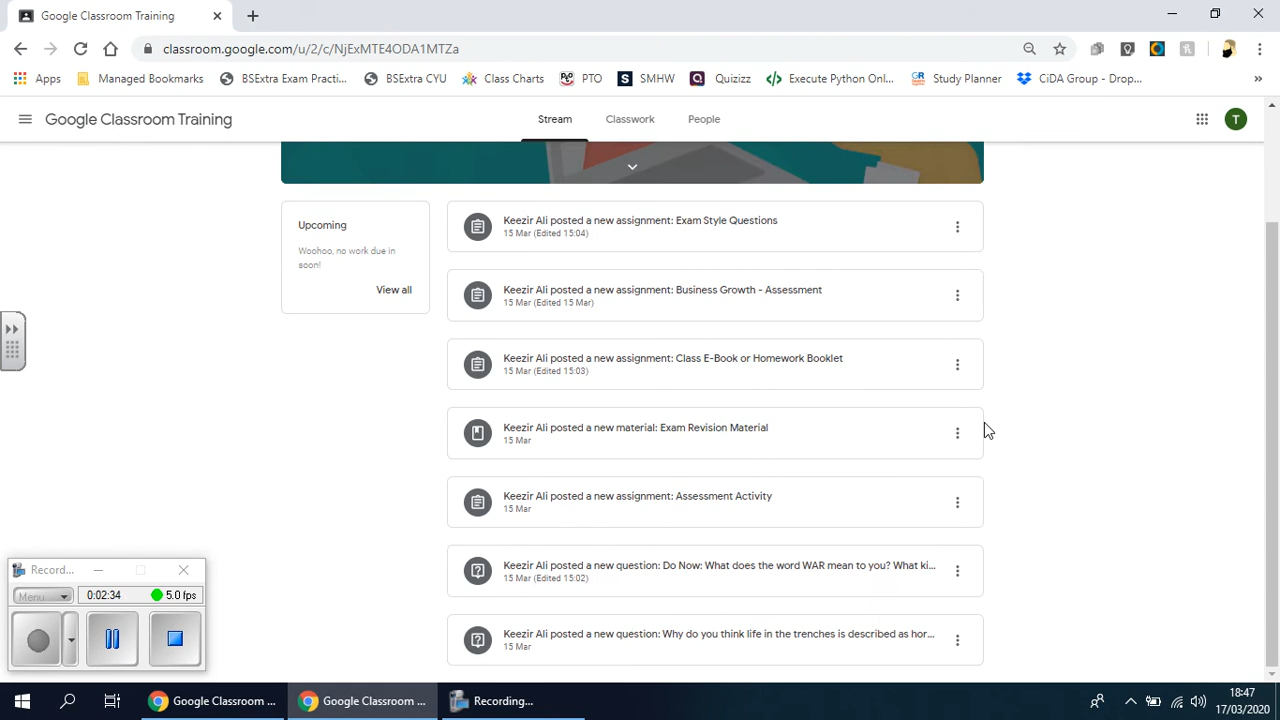 Google Classroom Training
classroom.google.com/u/2/c/NjExMTE4ODA1MTZa
Apps
Managed Bookmarks
BSExtra Exam Practi...
BSExtra CYU
Class Charts
PTO
SMHW
Quizizz
Execute Python Onl...
Study Planner
CiDA Group - Drop...
»
Google Classroom Training
Stream
Classwork
People
T
Upcoming
Woohoo, no work due in
soon!
View all
Keezir Ali posted a new assignment: Exam Style Questions
15 Mar (Edited 15:04)
Keezir Ali posted a new assignment: Business Growth - Assessment
15 Mar (Edited 15 Mar)
Keezir Ali posted a new assignment: Class E-Book or Homework Booklet
15 Mar (Edited 15:03)
Keezir Ali posted a new material: Exam Revision Material
15 Mar
Keezir Ali posted a new assignment: Assessment Activity
15 Mar
Keezir Ali posted a new question: Do Now: What does the word WAR mean to you? What ki...
15 Mar (Edited 15:02)
Keezir Ali posted a new question: Why do you think life in the trenches is described as hor...
15 Mar
Record...
Menu
0:02:34
5.0 fps
Google Classroom ...
Google Classroom ...
Recording...
18:47
17/03/2020